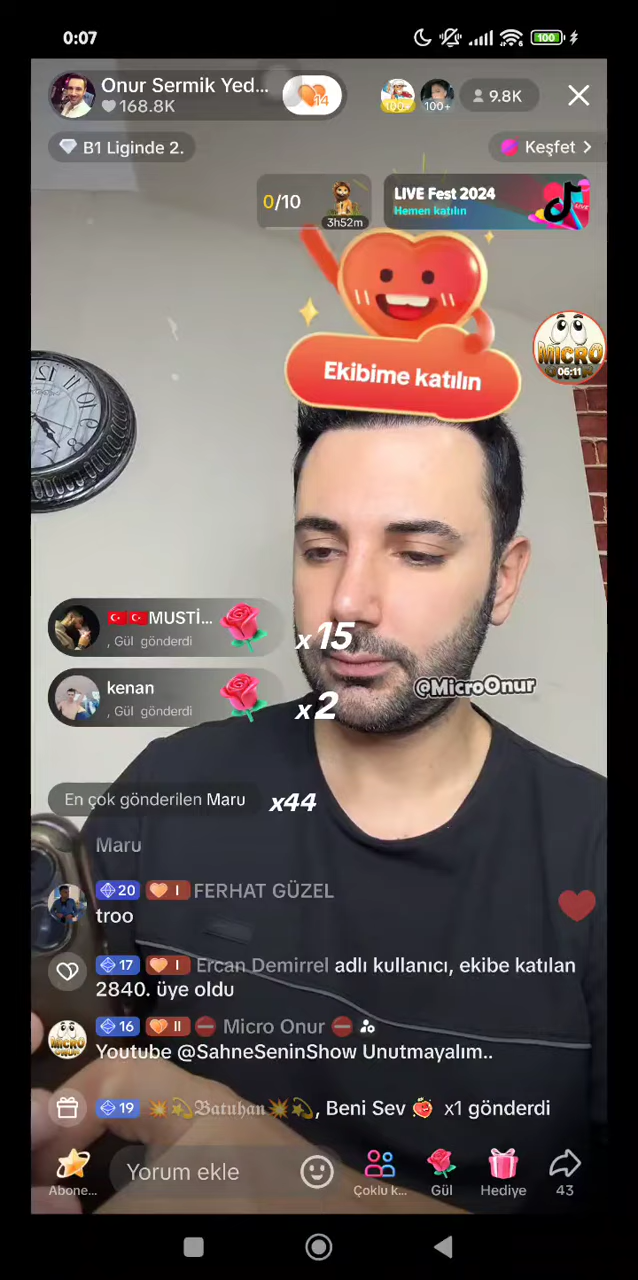 0:07
100
Onur Sermik Yed...
168.8K
14
100+
100+
9.8K
B1 Liginde 2.
Keşfet
0/10
3h52m
LIVE Fest 2024
Hemen katılın
LIVE
Ekibime katılın
MICRO
06:11
MUSTİ...
, Gül gönderdi
x15
kenan
, Gül gönderdi
x2
@MicroOnur
En çok gönderilen Maru
x44
Maru
20 I FERHAT GÜZEL
troo
17 I Ercan Demirrel adlı kullanıcı, ekibe katılan
2840. üye oldu
16 II Micro Onur
Youtube @SahneSeninShow Unutmayalım..
MICRO
ONUR
19 𝕭𝖆𝖙𝖚𝖍𝖆𝖓, Beni Sev x1 gönderdi
Yorum ekle
Abone...
Çoklu k...
Gül
Hediye
43